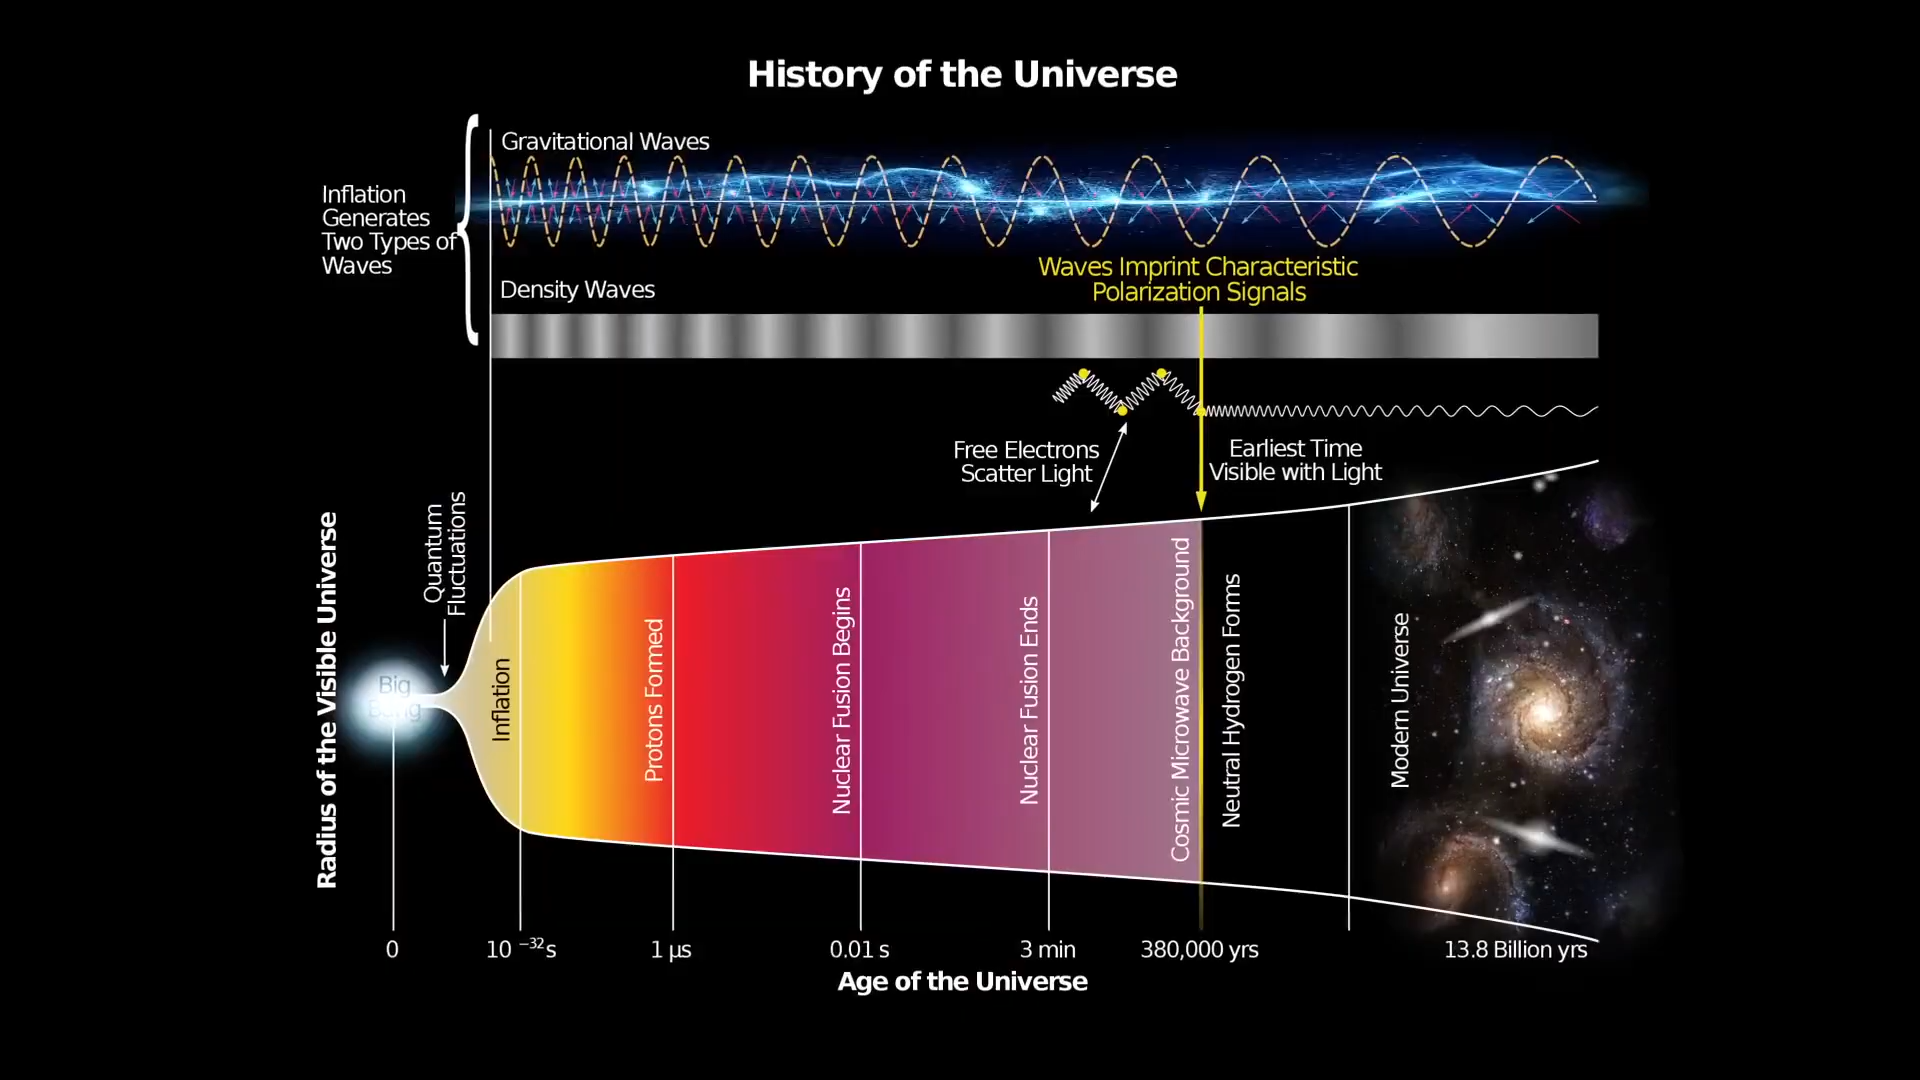 History of the Universe
Gravitational Waves
Inflation
Generates
Two Types of
Waves
Waves Imprint Characteristic
Polarization Signals
Density Waves
Free Electrons
Scatter Light
Earliest Time
Visible with Light
Radius of the Visible Universe
Quantum
Fluctuations
Big
Bang
Inflation
Protons Formed
Nuclear Fusion Begins
Nuclear Fusion Ends
Cosmic Microwave Background
Neutral Hydrogen Forms
Modern Universe
0
10⁻³²s
1 µs
0.01 s
3 min
380,000 yrs
13.8 Billion yrs
Age of the Universe